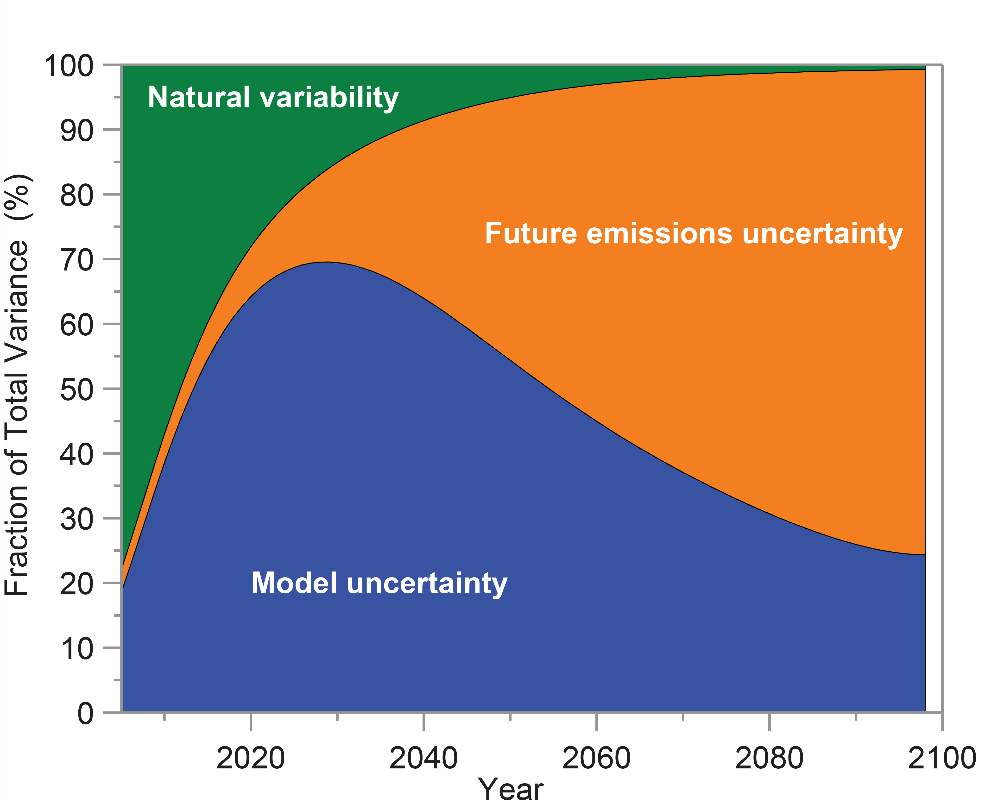 100
90
80
70
60
50
40
30
20
10
0
Fraction of Total Variance (%)
Natural variability
Future emissions uncertainty
Model uncertainty
2020 2040 2060 2080 2100
Year